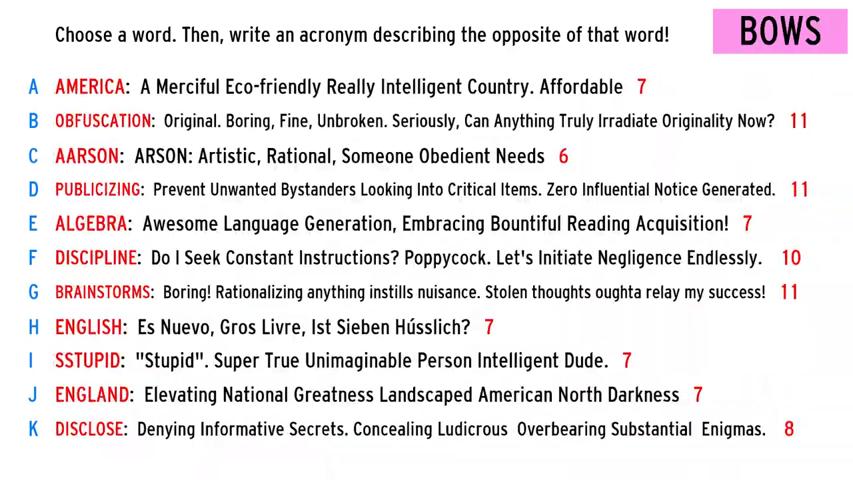 Choose a word. Then, write an acronym describing the opposite of that word!
BOWS
A AMERICA: A Merciful Eco-friendly Really Intelligent Country. Affordable 7
B OBFUSCATION: Original. Boring, Fine, Unbroken. Seriously, Can Anything Truly Irradiate Originality Now? 11
C AARSON: ARSON: Artistic, Rational, Someone Obedient Needs 6
D PUBLICIZING: Prevent Unwanted Bystanders Looking Into Critical Items. Zero Influential Notice Generated. 11
E ALGEBRA: Awesome Language Generation, Embracing Bountiful Reading Acquisition! 7
F DISCIPLINE: Do I Seek Constant Instructions? Poppycock. Let's Initiate Negligence Endlessly. 10
G BRAINSTORMS: Boring! Rationalizing anything instills nuisance. Stolen thoughts oughta relay my success! 11
H ENGLISH: Es Nuevo, Gros Livre, Ist Sieben Hússlich? 7
I SSTUPID: "Stupid". Super True Unimaginable Person Intelligent Dude. 7
J ENGLAND: Elevating National Greatness Landscaped American North Darkness 7
K DISCLOSE: Denying Informative Secrets. Concealing Ludicrous Overbearing Substantial Enigmas. 8